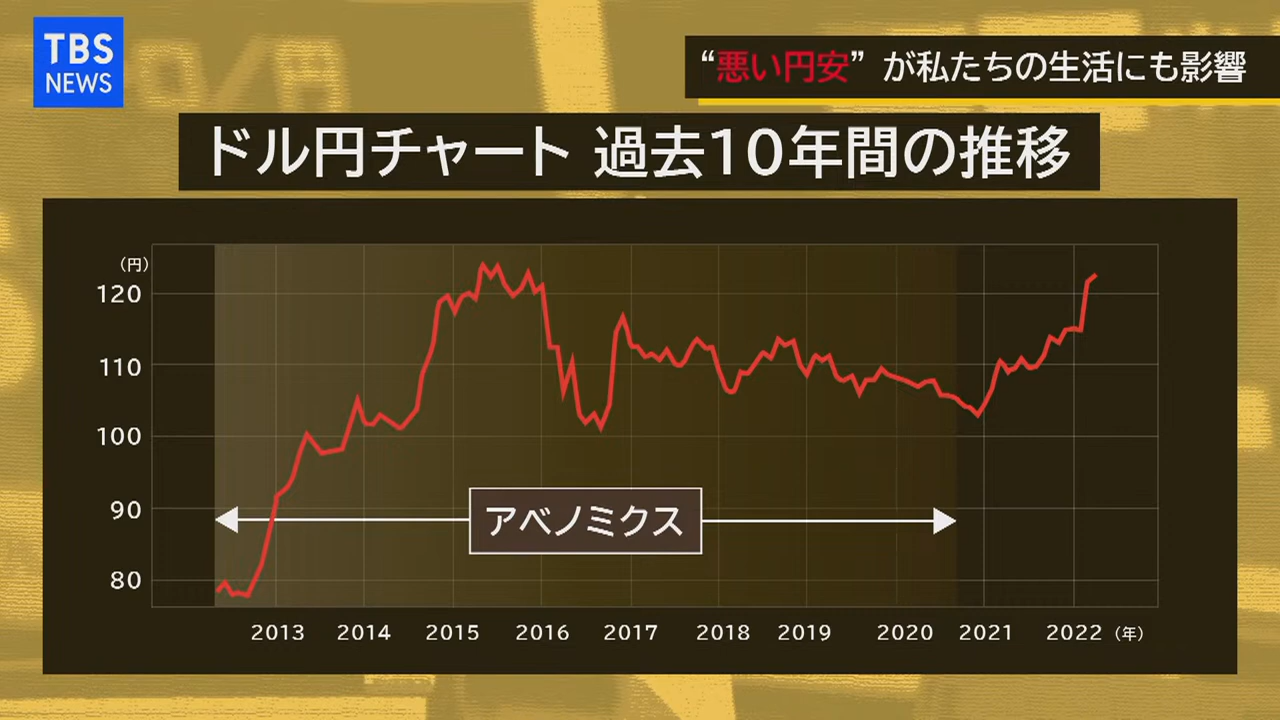 TBS
NEWS
“悪い円安”が私たちの生活にも影響
ドル円チャート 過去10年間の推移
(円)
120
110
100
90
80
アベノミクス
2013 2014 2015 2016 2017 2018 2019 2020 2021 2022 (年)